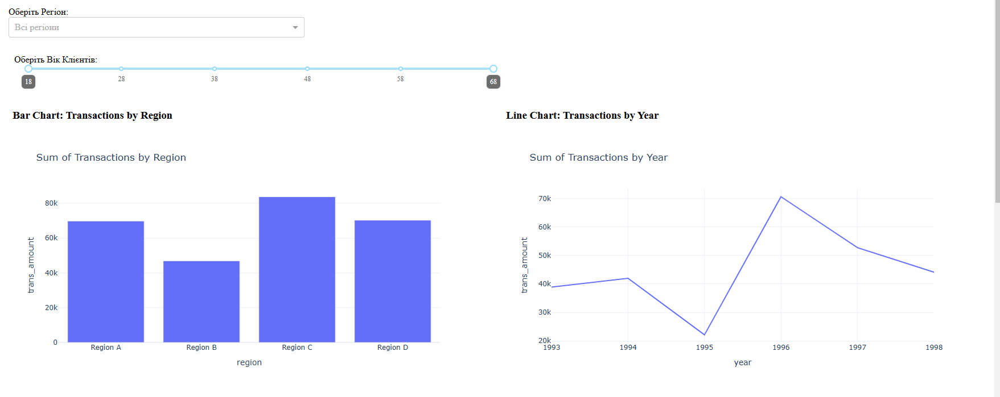 Оберіть Регіон:
Всі регіони
Оберіть Вік Клієнтів:
18 28 38 48 58 68
Bar Chart: Transactions by Region
Sum of Transactions by Region
trans_amount
80k
60k
40k
20k
0
Region A Region B Region C Region D
region
Line Chart: Transactions by Year
Sum of Transactions by Year
trans_amount
70k
60k
50k
40k
30k
20k
1993 1994 1995 1996 1997 1998
year